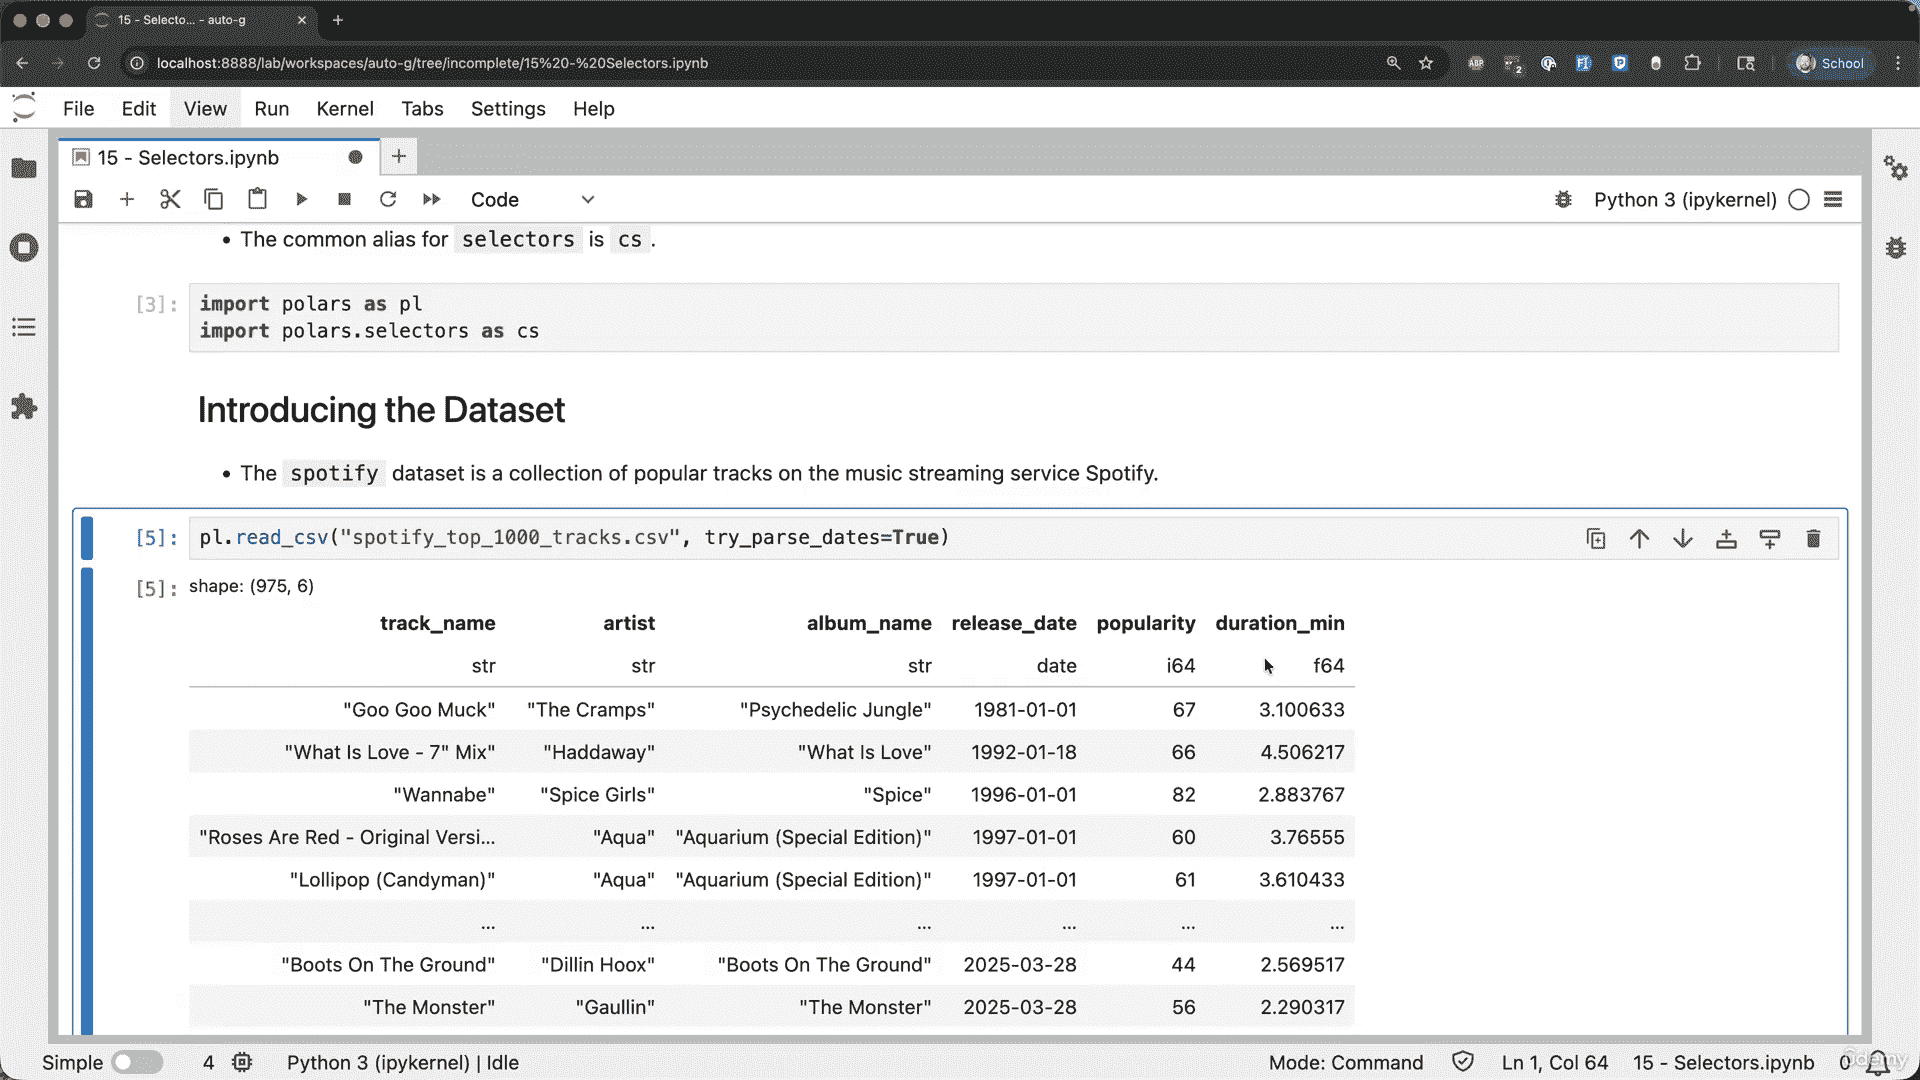 15 - Selecto... - auto-g
localhost:8888/lab/workspaces/auto-g/tree/incomplete/15%20-%20Selectors.ipynb
ABP
2
School
File Edit View Run Kernel Tabs Settings Help
15 - Selectors.ipynb
Code
Python 3 (ipykernel)
• The common alias for selectors is cs .
[3]: import polars as pl
import polars.selectors as cs
Introducing the Dataset
• The spotify dataset is a collection of popular tracks on the music streaming service Spotify.
[5]: pl.read_csv("spotify_top_1000_tracks.csv", try_parse_dates=True)
[5]: shape: (975, 6)
track_name artist album_name release_date popularity duration_min
str str str date i64 f64
"Goo Goo Muck" "The Cramps" "Psychedelic Jungle" 1981-01-01 67 3.100633
"What Is Love - 7" Mix" "Haddaway" "What Is Love" 1992-01-18 66 4.506217
"Wannabe" "Spice Girls" "Spice" 1996-01-01 82 2.883767
"Roses Are Red - Original Versi... "Aqua" "Aquarium (Special Edition)" 1997-01-01 60 3.76555
"Lollipop (Candyman)" "Aqua" "Aquarium (Special Edition)" 1997-01-01 61 3.610433
... ... ... ... ... ...
"Boots On The Ground" "Dillin Hoox" "Boots On The Ground" 2025-03-28 44 2.569517
"The Monster" "Gaullin" "The Monster" 2025-03-28 56 2.290317
Simple 4 Python 3 (ipykernel) | Idle Mode: Command Ln 1, Col 64 15 - Selectors.ipynb 0
udemy